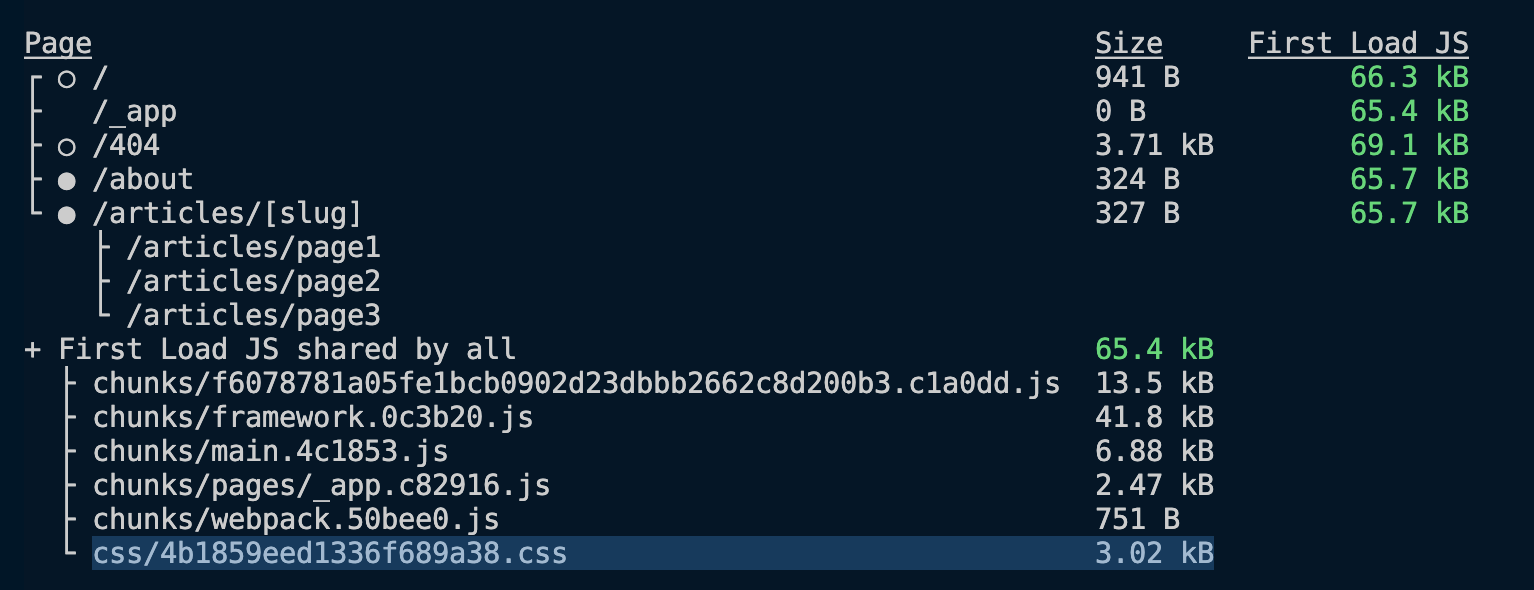 Page Size First Load JS
┌ ○ / 941 B 66.3 kB
├ /_app 0 B 65.4 kB
├ ○ /404 3.71 kB 69.1 kB
├ ● /about 324 B 65.7 kB
└ ● /articles/[slug] 327 B 65.7 kB
├ /articles/page1
├ /articles/page2
└ /articles/page3
+ First Load JS shared by all 65.4 kB
├ chunks/f6078781a05fe1bcb0902d23dbbb2662c8d200b3.c1a0dd.js 13.5 kB
├ chunks/framework.0c3b20.js 41.8 kB
├ chunks/main.4c1853.js 6.88 kB
├ chunks/pages/_app.c82916.js 2.47 kB
├ chunks/webpack.50bee0.js 751 B
└ css/4b1859eed1336f689a38.css 3.02 kB